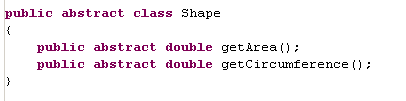 public abstract class Shape
{
    public abstract double getArea();
    public abstract double getCircumference();
}